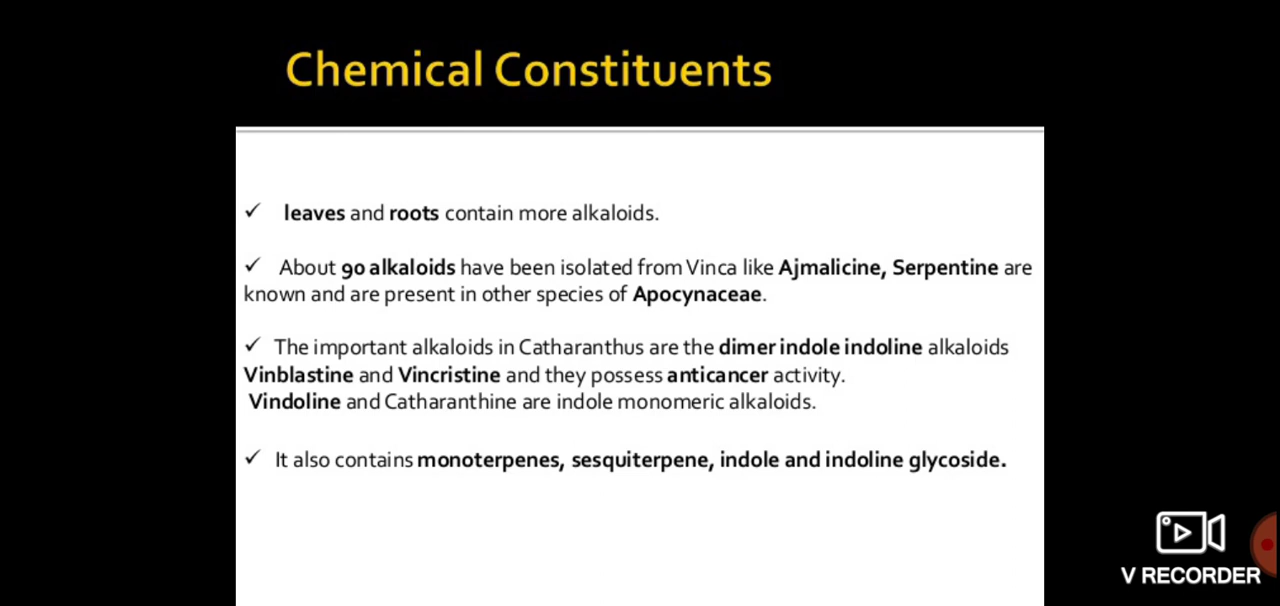 Chemical Constituents
✓ leaves and roots contain more alkaloids.
✓ About 90 alkaloids have been isolated from Vinca like Ajmalicine, Serpentine are
known and are present in other species of Apocynaceae.
✓ The important alkaloids in Catharanthus are the dimer indole indoline alkaloids
Vinblastine and Vincristine and they possess anticancer activity.
Vindoline and Catharanthine are indole monomeric alkaloids.
✓ It also contains monoterpenes, sesquiterpene, indole and indoline glycoside.
V RECORDER